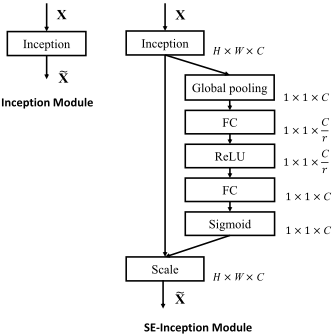 X
Inception
X̃
Inception Module
X
Inception
H × W × C
Global pooling
1 × 1 × C
FC
1 × 1 × C/r
ReLU
1 × 1 × C/r
FC
1 × 1 × C
Sigmoid
1 × 1 × C
Scale
H × W × C
X̃
SE-Inception Module